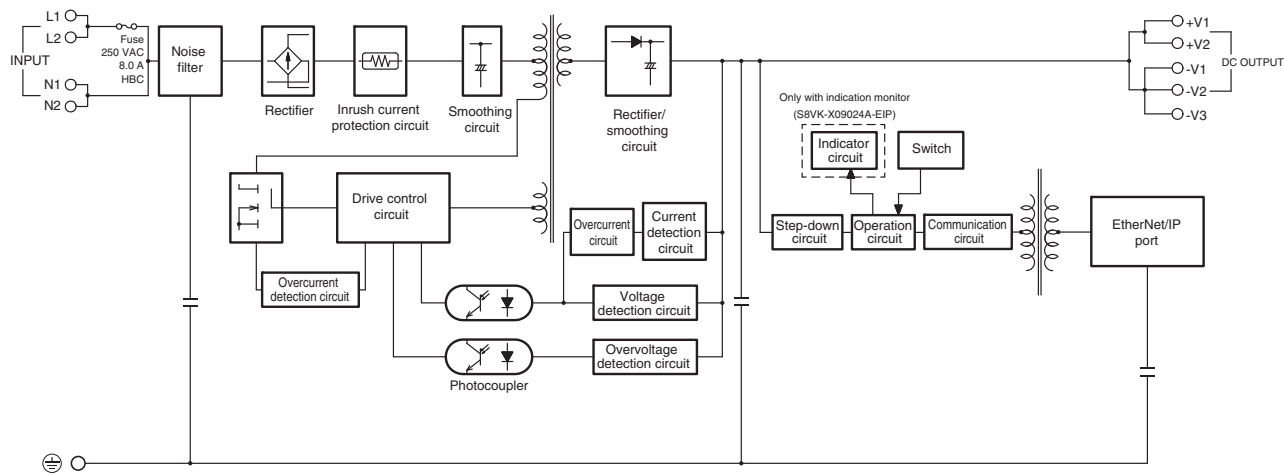 L1
L2
INPUT
N1
N2
Fuse
250 VAC
8.0 A
HBC
Noise
filter
Rectifier
Inrush current
protection circuit
Smoothing
circuit
Rectifier/
smoothing
circuit
+V1
+V2
-V1
-V2
-V3
DC OUTPUT
Only with indication monitor
(S8VK-X09024A-EIP)
Indicator
circuit
Switch
Drive control
circuit
Overcurrent
detection circuit
Overcurrent
circuit
Current
detection
circuit
Step-down
circuit
Operation
circuit
Communication
circuit
EtherNet/IP
port
Voltage
detection circuit
Overvoltage
detection circuit
Photocoupler